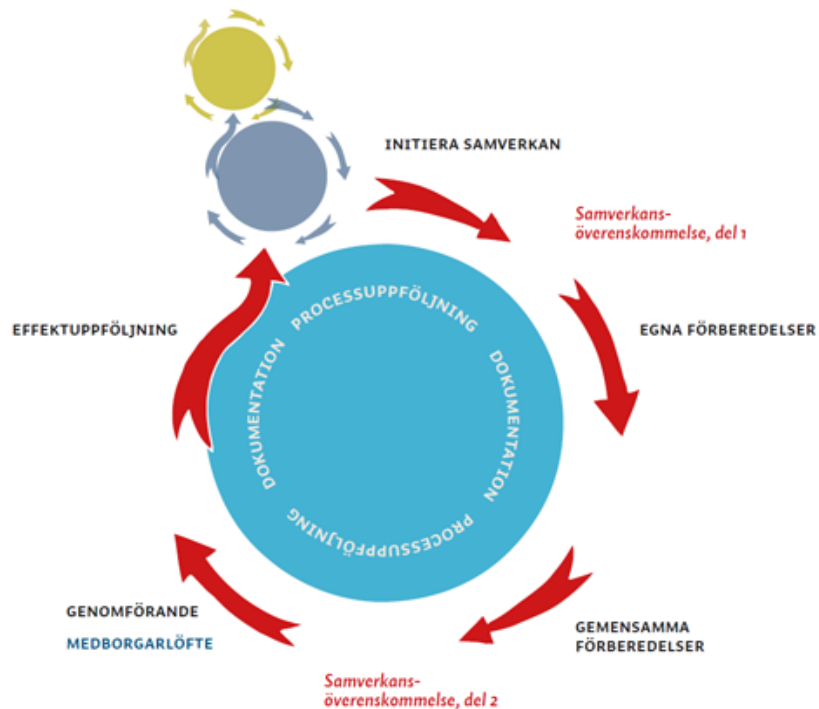 INITIERA SAMVERKAN
Samverkans-
överenskommelse, del 1
EGNA FÖRBEREDELSER
GEMENSAMMA
FÖRBEREDELSER
Samverkans-
överenskommelse, del 2
GENOMFÖRANDE
MEDBORGARLÖFTE
EFFEKTUPPFÖLJNING
PROCESSUPPFÖLJNING
DOKUMENTATION
PROCESSUPPFÖLJNING
DOKUMENTATION